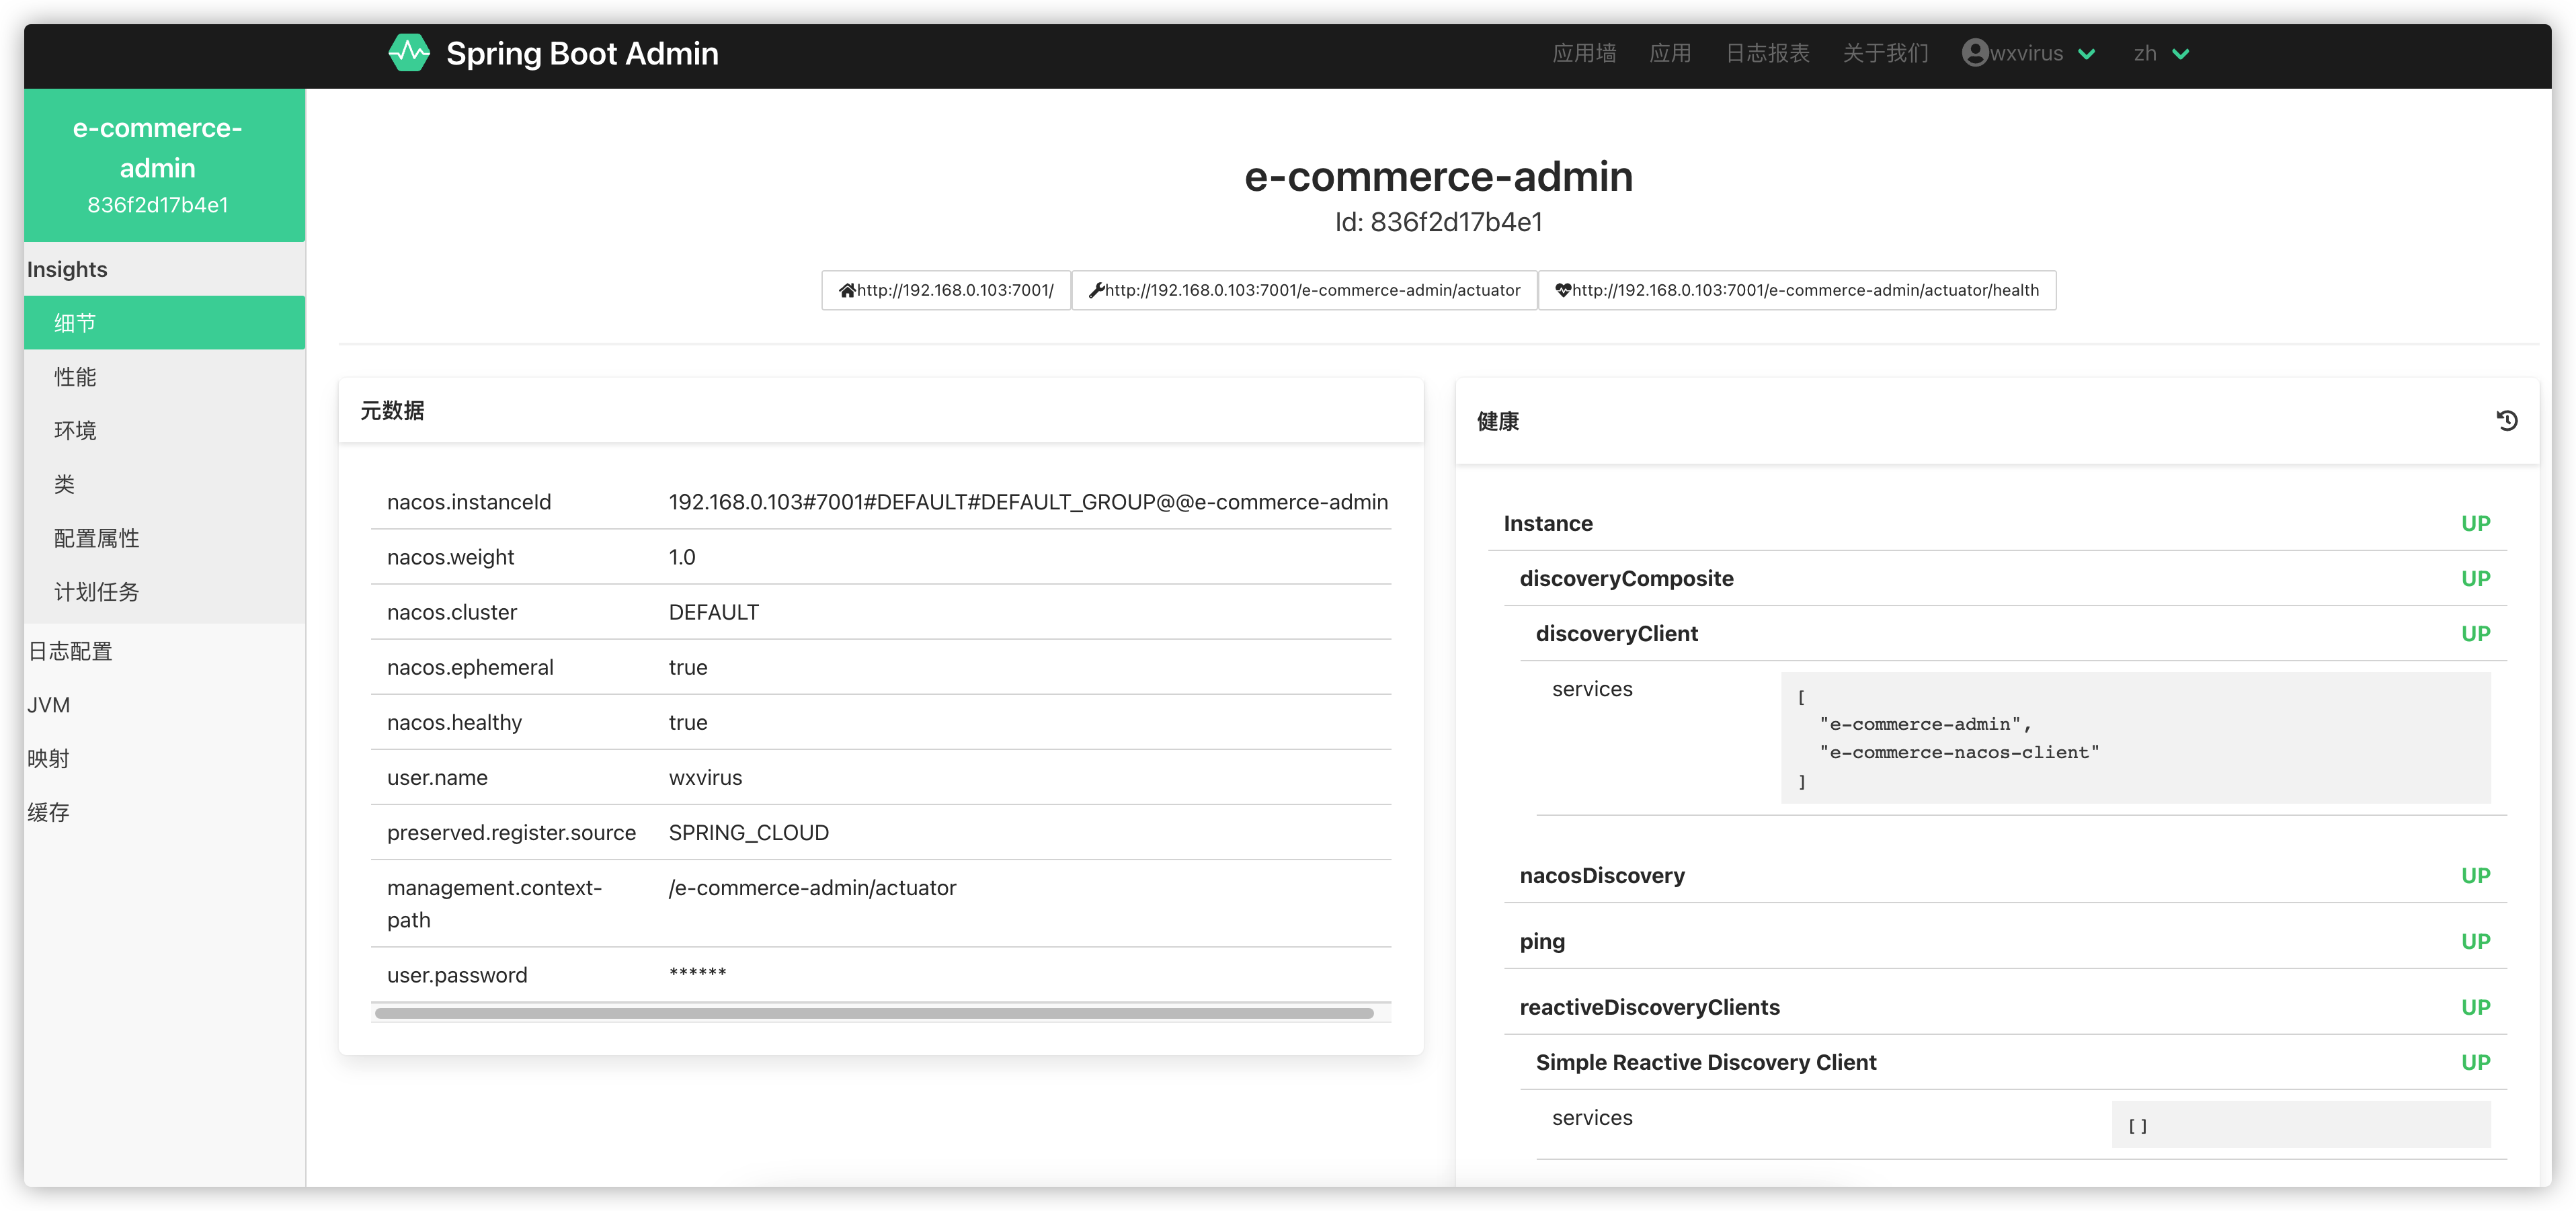 Spring Boot Admin
应用墙 应用 日志报表 关于我们 wxvirus zh
e-commerce-
admin
836f2d17b4e1
Insights
细节
性能
环境
类
配置属性
计划任务
日志配置
JVM
映射
缓存
e-commerce-admin
Id: 836f2d17b4e1
http://192.168.0.103:7001/ http://192.168.0.103:7001/e-commerce-admin/actuator http://192.168.0.103:7001/e-commerce-admin/actuator/health
元数据
nacos.instanceId 192.168.0.103#7001#DEFAULT#DEFAULT_GROUP@@e-commerce-admin
nacos.weight 1.0
nacos.cluster DEFAULT
nacos.ephemeral true
nacos.healthy true
user.name wxvirus
preserved.register.source SPRING_CLOUD
management.context- /e-commerce-admin/actuator
path
user.password ******
健康
Instance UP
discoveryComposite UP
discoveryClient UP
services [
"e-commerce-admin",
"e-commerce-nacos-client"
]
nacosDiscovery UP
ping UP
reactiveDiscoveryClients UP
Simple Reactive Discovery Client UP
services []